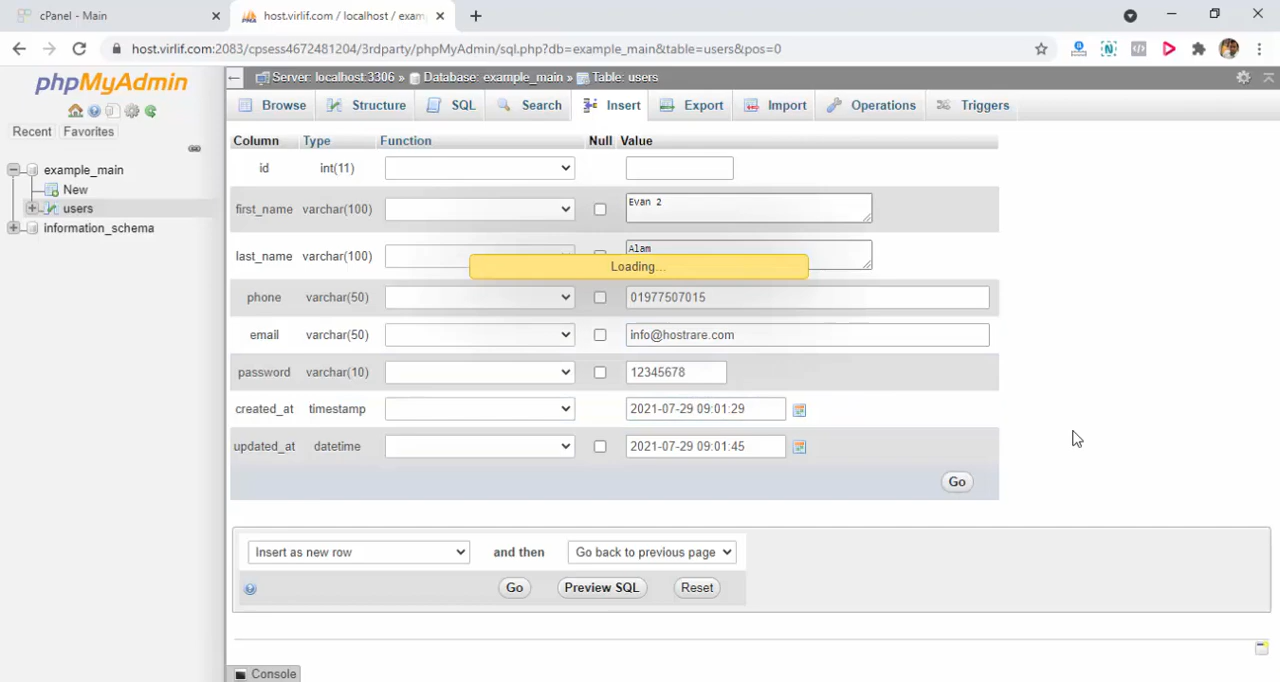 cPanel - Main
host.virlif.com / localhost / exam
host.virlif.com:2083/cpsess4672481204/3rdparty/phpMyAdmin/sql.php?db=example_main&table=users&pos=0
phpMyAdmin
Recent Favorites
example_main
New
users
information_schema
Server: localhost:3306 » Database: example_main » Table: users
Browse Structure SQL Search Insert Export Import Operations Triggers
Column Type Function Null Value
id int(11)
first_name varchar(100) Evan 2
last_name varchar(100) Alam
Loading...
phone varchar(50) 01977507015
email varchar(50) info@hostrare.com
password varchar(10) 12345678
created_at timestamp 2021-07-29 09:01:29
updated_at datetime 2021-07-29 09:01:45
Go
Insert as new row and then Go back to previous page
Go Preview SQL Reset
Console